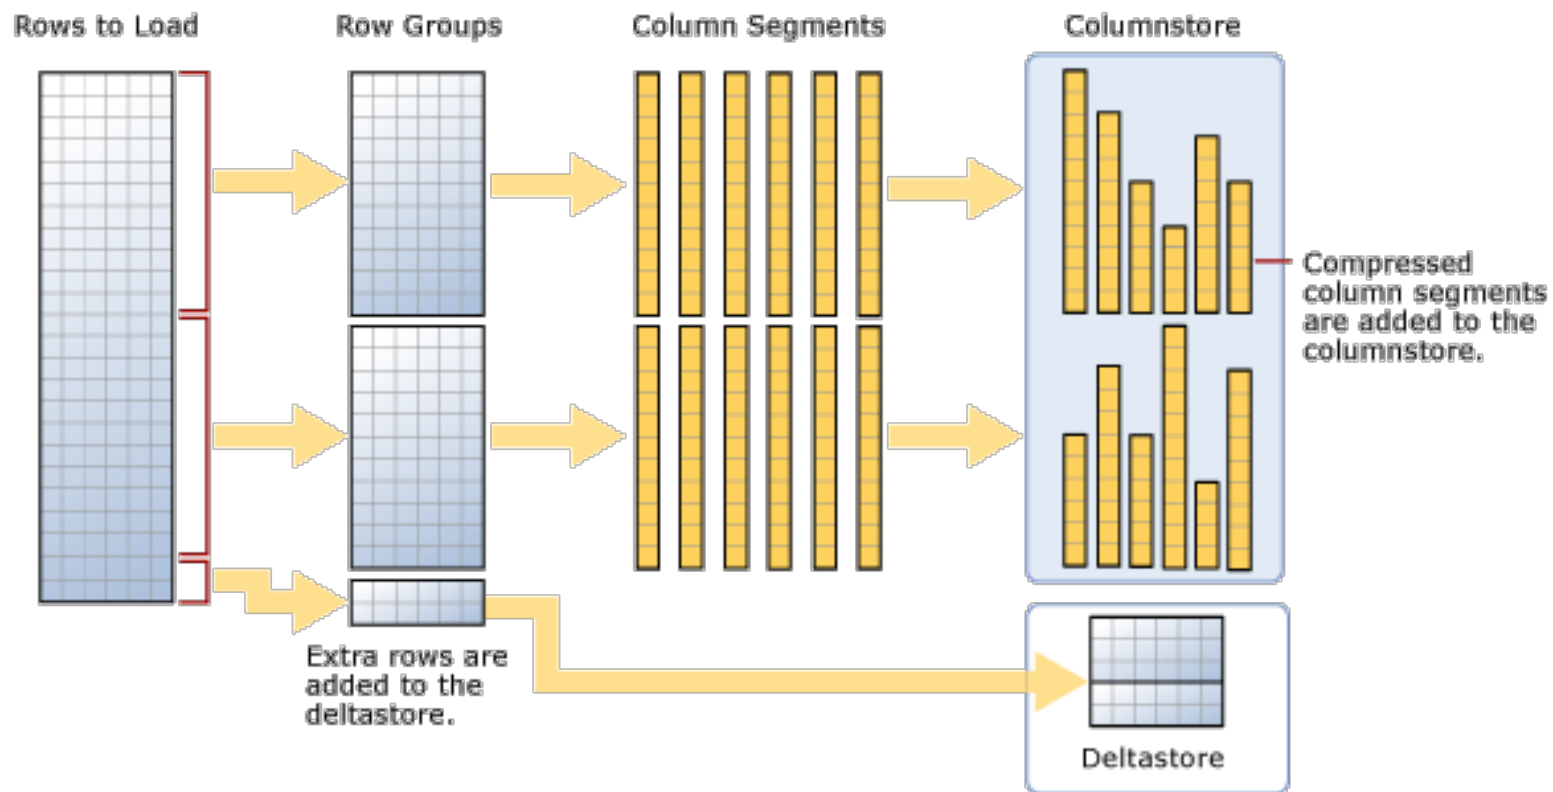 Rows to Load
Row Groups
Column Segments
Columnstore
Compressed
column segments
are added to the
columnstore.
Extra rows are
added to the
deltastore.
Deltastore